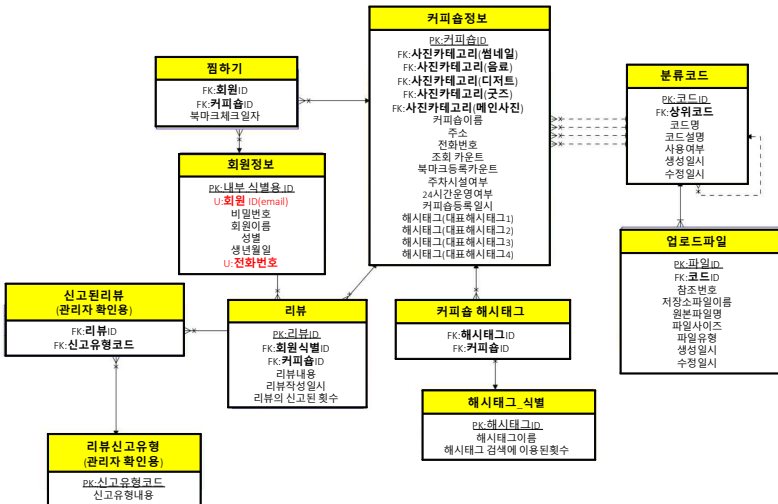 커피숍정보
PK:커피숍ID
FK:사진카테고리(썸네일)
FK:사진카테고리(음료)
FK:사진카테고리(디저트)
FK:사진카테고리(굿즈)
FK:사진카테고리(메인사진)
커피숍이름
주소
전화번호
조회 카운트
북마크등록카운트
주차시설여부
24시간운영여부
커피숍등록일시
해시태그(대표해시태그1)
해시태그(대표해시태그2)
해시태그(대표해시태그3)
해시태그(대표해시태그4)
찜하기
FK:회원ID
FK:커피숍ID
북마크체크일자
분류코드
PK:코드ID
FK:상위코드
코드명
코드설명
사용여부
생성일시
수정일시
회원정보
PK:내부 식별용 ID
U:회원 ID(email)
비밀번호
회원이름
성별
생년월일
U:전화번호
업로드파일
PK:파일ID
FK:코드ID
참조번호
저장소파일이름
원본파일명
파일사이즈
파일유형
생성일시
수정일시
신고된리뷰
(관리자 확인용)
FK:리뷰ID
FK:신고유형코드
리뷰
PK:리뷰ID
FK:회원식별ID
FK:커피숍ID
리뷰내용
리뷰작성일시
리뷰의 신고된 횟수
커피숍 해시태그
FK:해시태그ID
FK:커피숍ID
해시태그_식별
PK:해시태그ID
해시태그이름
해시태그 검색에 이용된횟수
리뷰신고유형
(관리자 확인용)
PK:신고유형코드
신고유형내용